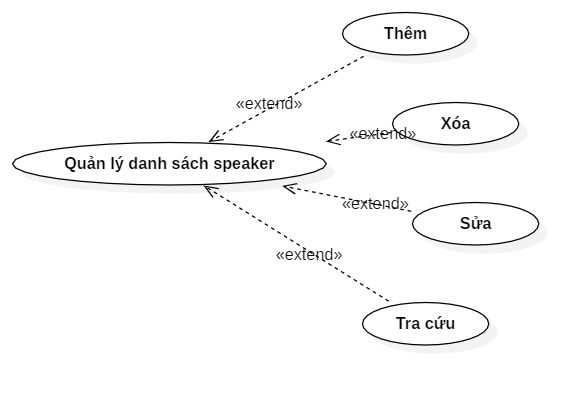 Thêm
«extend»
Xóa
«extend»
Quản lý danh sách speaker
«extend»
Sửa
«extend»
Tra cứu